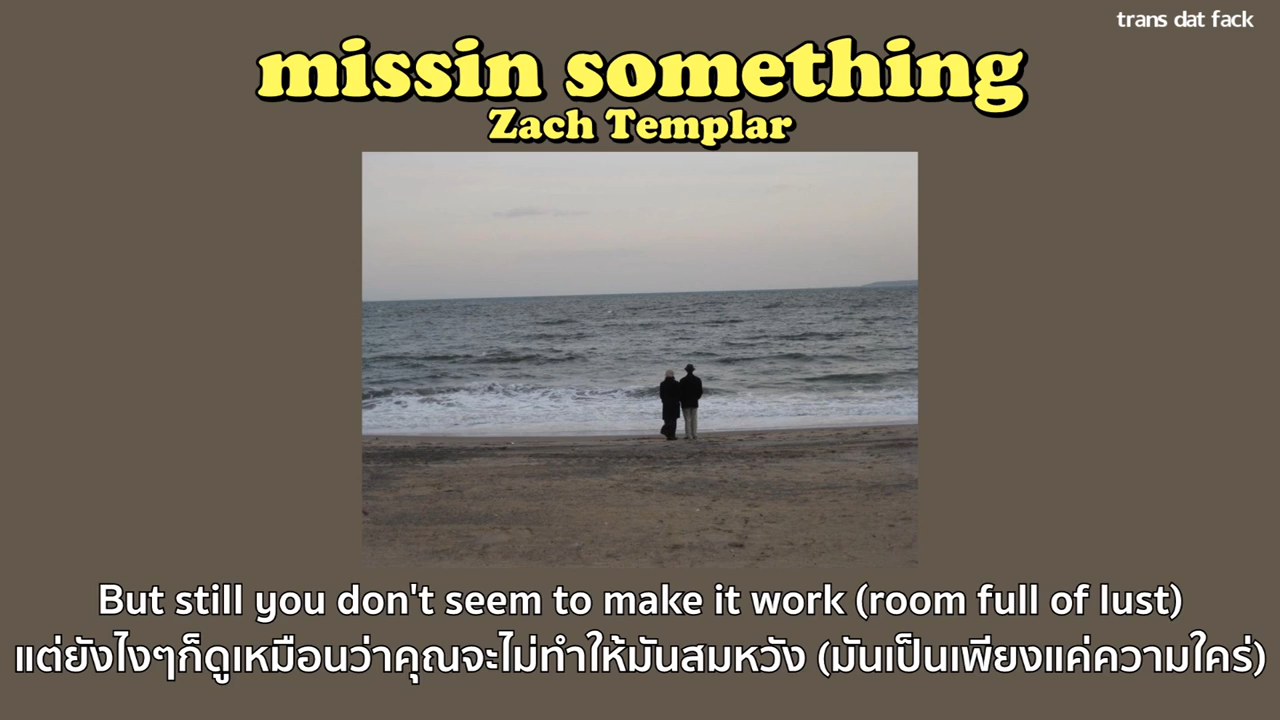 trans dat fack
missin something
Zach Templar
But still you don't seem to make it work (room full of lust)
แต่ยังไงๆก็ดูเหมือนว่าคุณจะไม่ทำให้มันสมหวัง (มันเป็นเพียงแค่ความใคร่)